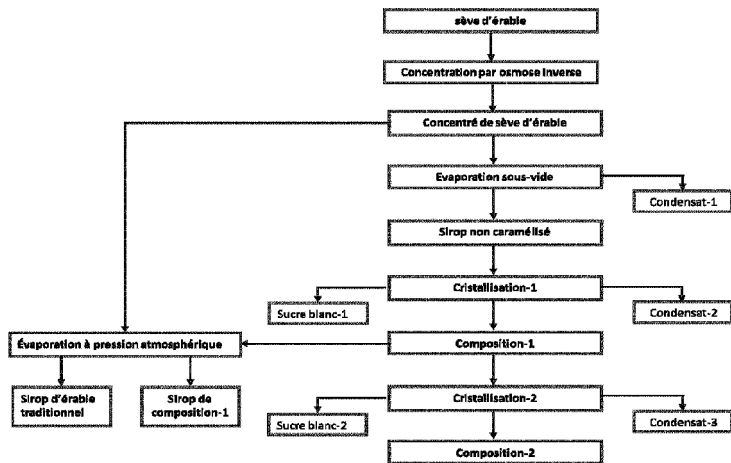 sève d'érable
Concentration par osmose inverse
Concentré de sève d'érable
Evaporation sous-vide
Condensat-1
Sirop non caramélisé
Cristallisation-1
Sucre blanc-1
Condensat-2
Évaporation à pression atmosphérique
Composition-1
Sirop d'érable
traditionnel
Sirop de
composition-1
Cristallisation-2
Sucre blanc-2
Condensat-3
Composition-2